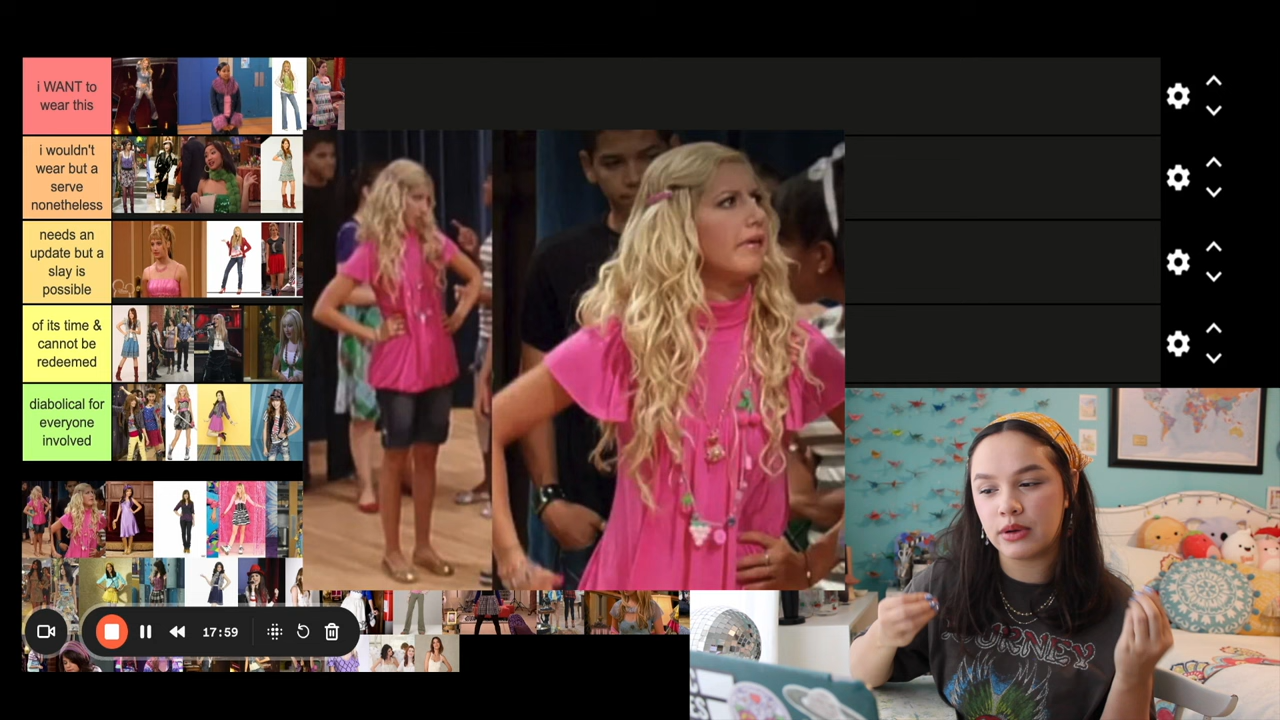 i WANT to
wear this
i wouldn't
wear but a
serve
nonetheless
needs an
update but a
slay is
possible
of its time &
cannot be
redeemed
diabolical for
everyone
involved
17:59
JOURNEY